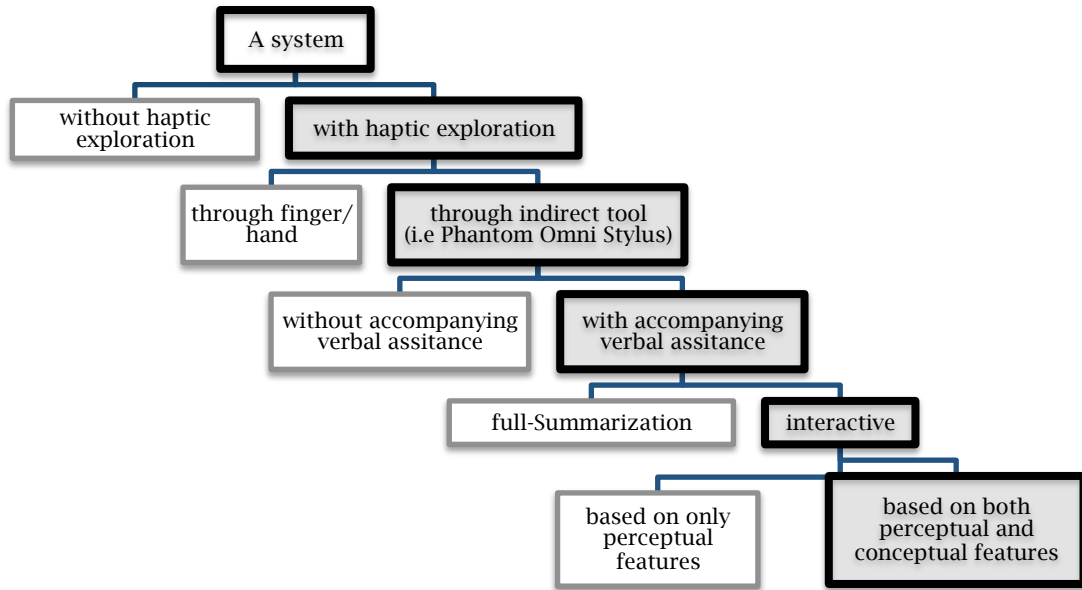 A system
without haptic
exploration
with haptic exploration
through finger/
hand
through indirect tool
(i.e Phantom Omni Stylus)
without accompanying
verbal assitance
with accompanying
verbal assistance
full-Summarization
interactive
based on only
perceptual
features
based on both
perceptual and
conceptual features